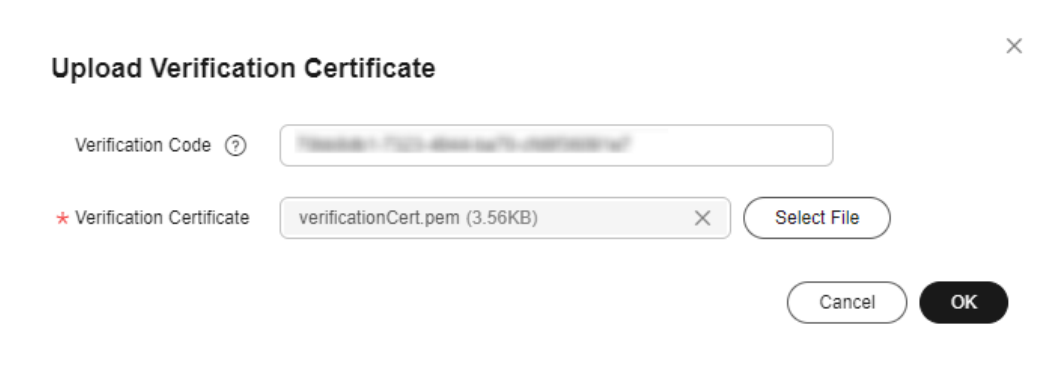 Upload Verification Certificate
Verification Code ?
* Verification Certificate verificationCert.pem (3.56KB) Select File
Cancel OK